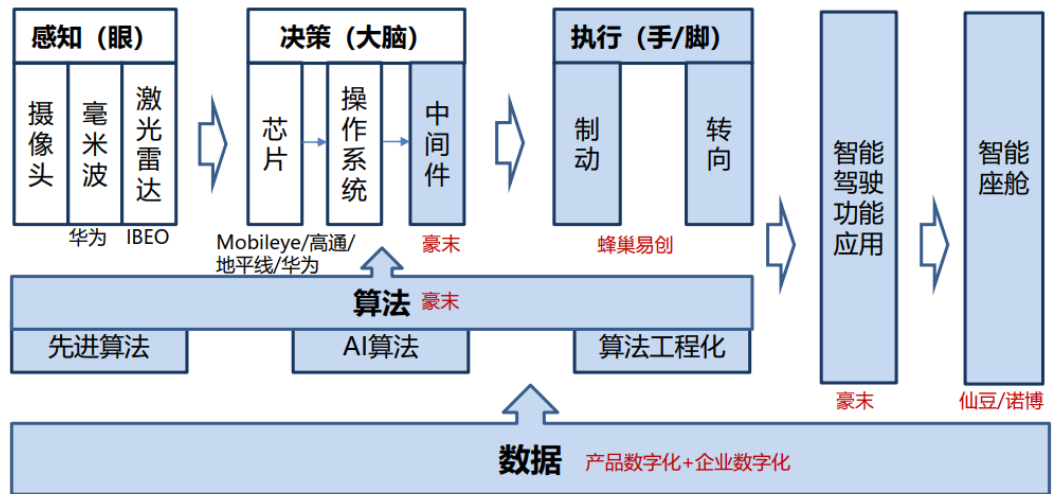 感知（眼）
决策（大脑）
执行（手/脚）
摄像头
毫米波
激光雷达
芯片
操作系统
中间件
制动
转向
智能
驾驶
功能
应用
智能
座舱
华为
IBEO
Mobileye/高通/
地平线/华为
豪末
蜂巢易创
算法
豪末
先进算法
AI算法
算法工程化
豪末
仙豆/诺博
数据
产品数字化+企业数字化